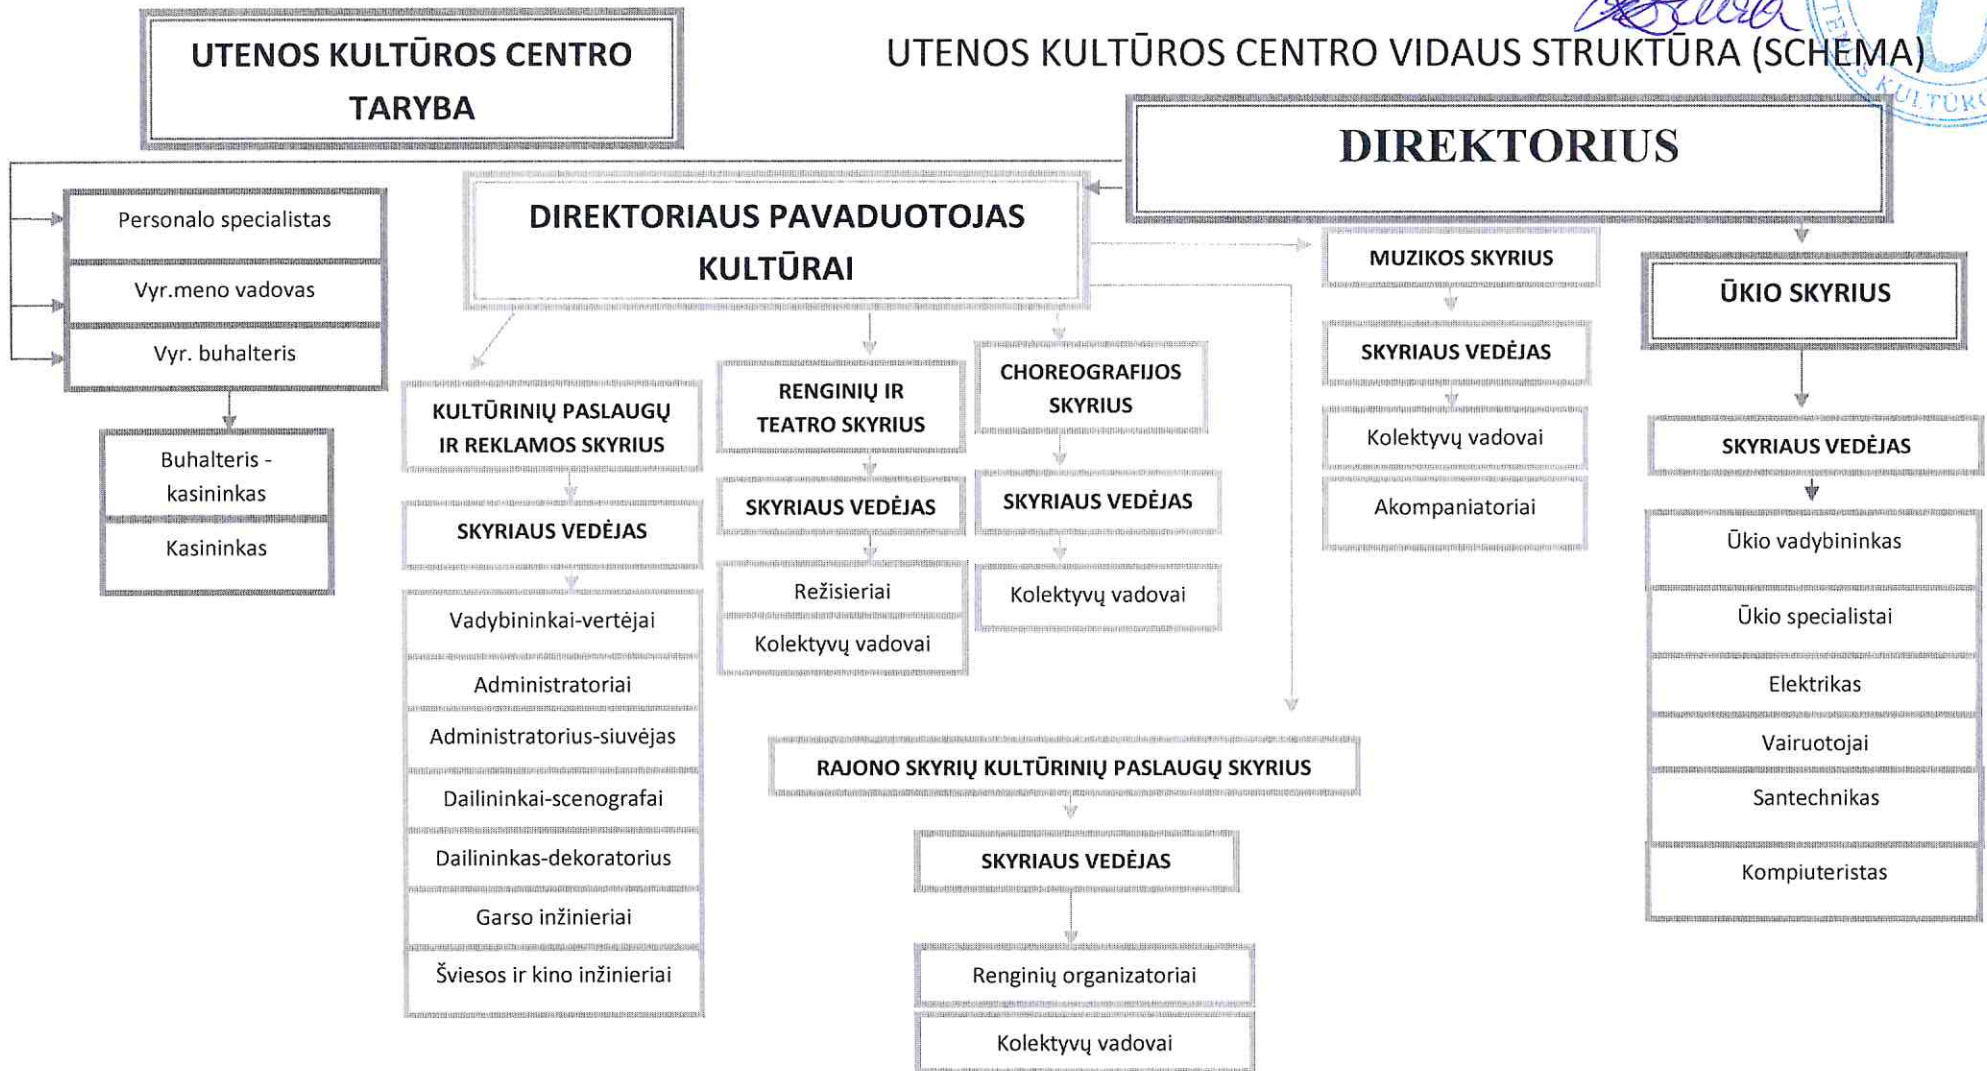 UTENOS KULTŪROS CENTRO
TARYBA
UTENOS KULTŪROS CENTRO VIDAUS STRUKTŪRA (SCHEMA)
DIREKTORIUS
Personalo specialistas
Vyr.meno vadovas
Vyr. buhalteris
Buhalteris -
kasininkas
Kasininkas
DIREKTORIAUS PAVADUOTOJAS
KULTŪRAI
KULTŪRINIŲ PASLAUGŲ
IR REKLAMOS SKYRIUS
SKYRIAUS VEDĖJAS
Vadybininkai-vertėjai
Administratoriai
Administratorius-siuvėjas
Dailininkai-scenografai
Dailininkas-dekoratorius
Garso inžinieriai
Šviesos ir kino inžinieriai
RENGINIŲ IR
TEATRO SKYRIUS
SKYRIAUS VEDĖJAS
Režisieriai
Kolektyvų vadovai
CHOREOGRAFIJOS
SKYRIUS
SKYRIAUS VEDĖJAS
Kolektyvų vadovai
MUZIKOS SKYRIUS
SKYRIAUS VEDĖJAS
Kolektyvų vadovai
Akompaniatoriai
RAJONO SKYRIŲ KULTŪRINIŲ PASLAUGŲ SKYRIUS
SKYRIAUS VEDĖJAS
Renginių organizatoriai
Kolektyvų vadovai
ŪKIO SKYRIUS
SKYRIAUS VEDĖJAS
Ūkio vadybininkas
Ūkio specialistai
Elektrikas
Vairuotojai
Santechnikas
Kompiuteristas